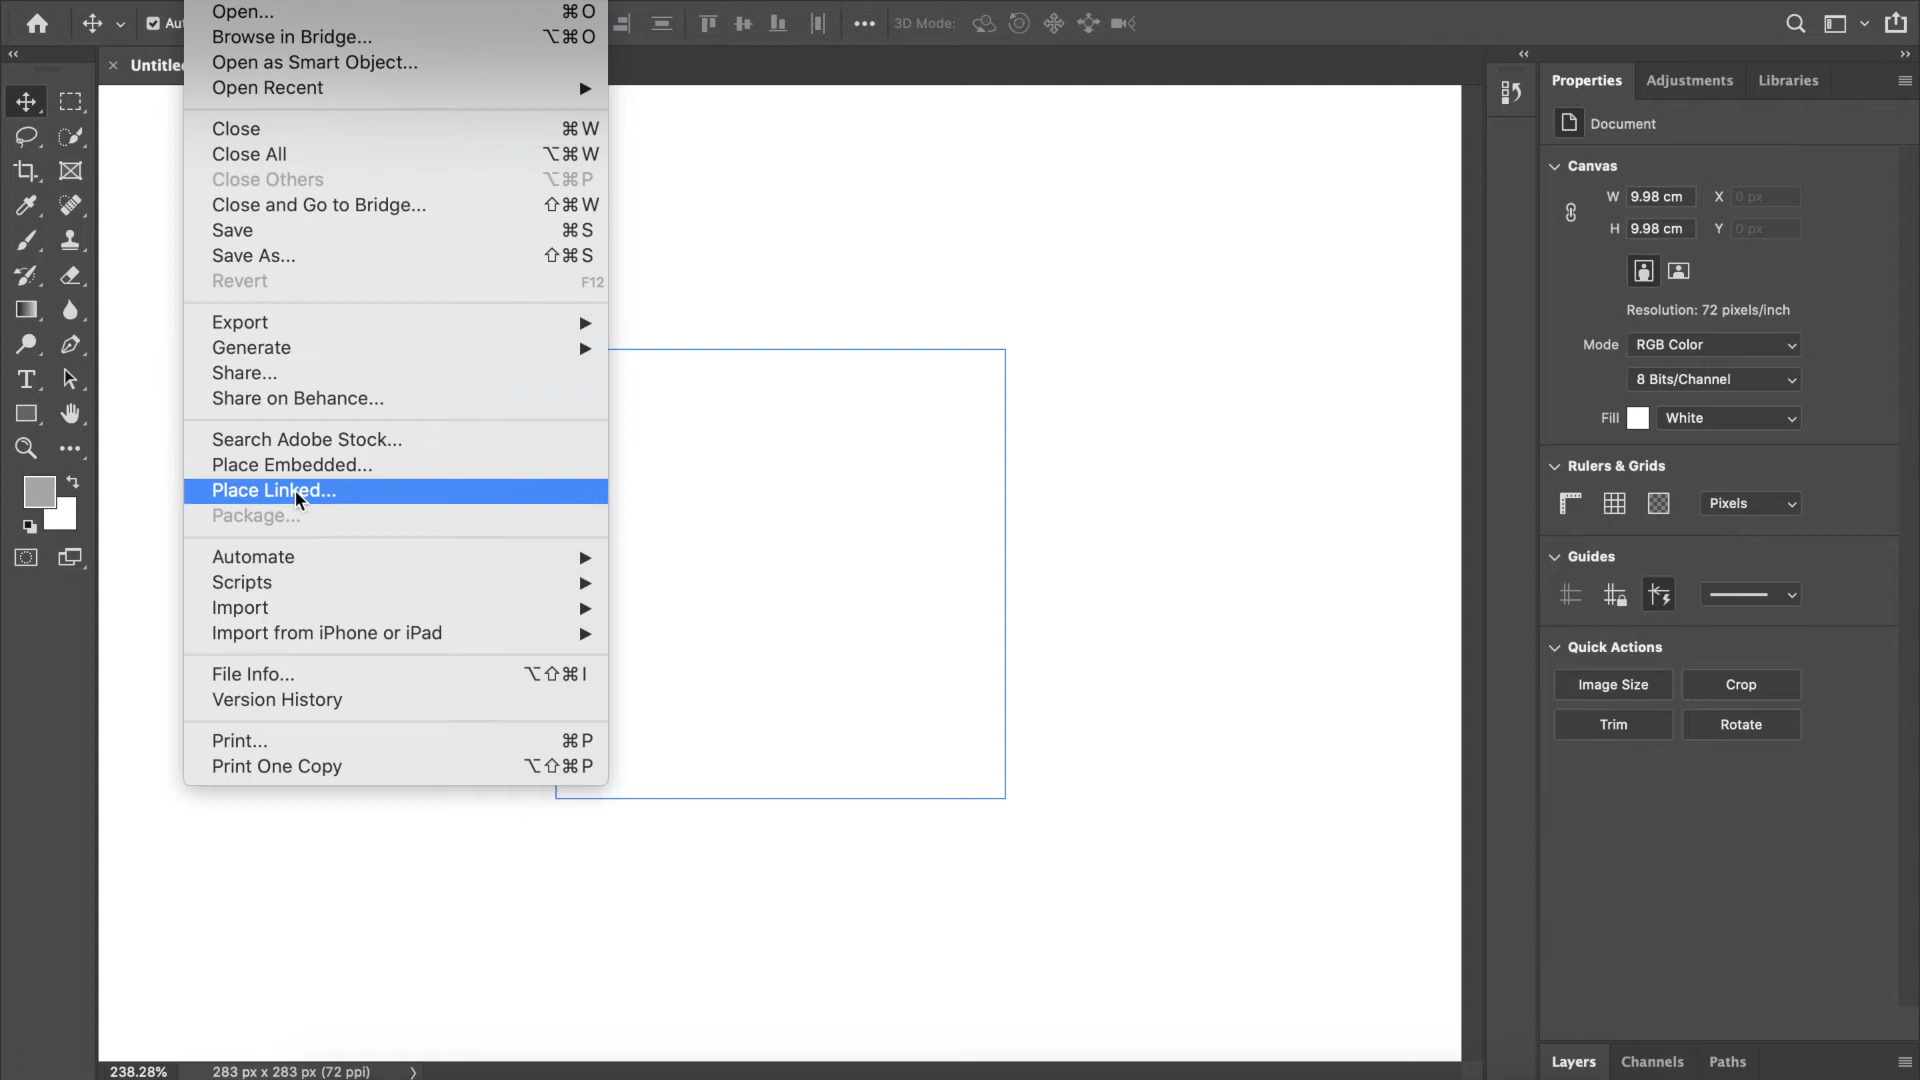 Open... ⌘O
Browse in Bridge... ⌥⌘O
Open as Smart Object...
Open Recent ▶
Close ⌘W
Close All ⌥⌘W
Close Others ⌥⌘P
Close and Go to Bridge... ⇧⌘W
Save ⌘S
Save As... ⇧⌘S
Revert F12
Export ▶
Generate ▶
Share...
Share on Behance...
Search Adobe Stock...
Place Embedded...
Place Linked...
Package...
Automate ▶
Scripts ▶
Import ▶
Import from iPhone or iPad ▶
File Info... ⌥⇧⌘I
Version History
Print... ⌘P
Print One Copy ⌥⇧⌘P
3D Mode:
Properties Adjustments Libraries
Document
Canvas
W 9.98 cm X 0 px
H 9.98 cm Y 0 px
Resolution: 72 pixels/inch
Mode RGB Color
8 Bits/Channel
Fill White
Rulers & Grids
Pixels
Guides
Quick Actions
Image Size Crop
Trim Rotate
Layers Channels Paths
238.28% 283 px x 283 px (72 ppi)